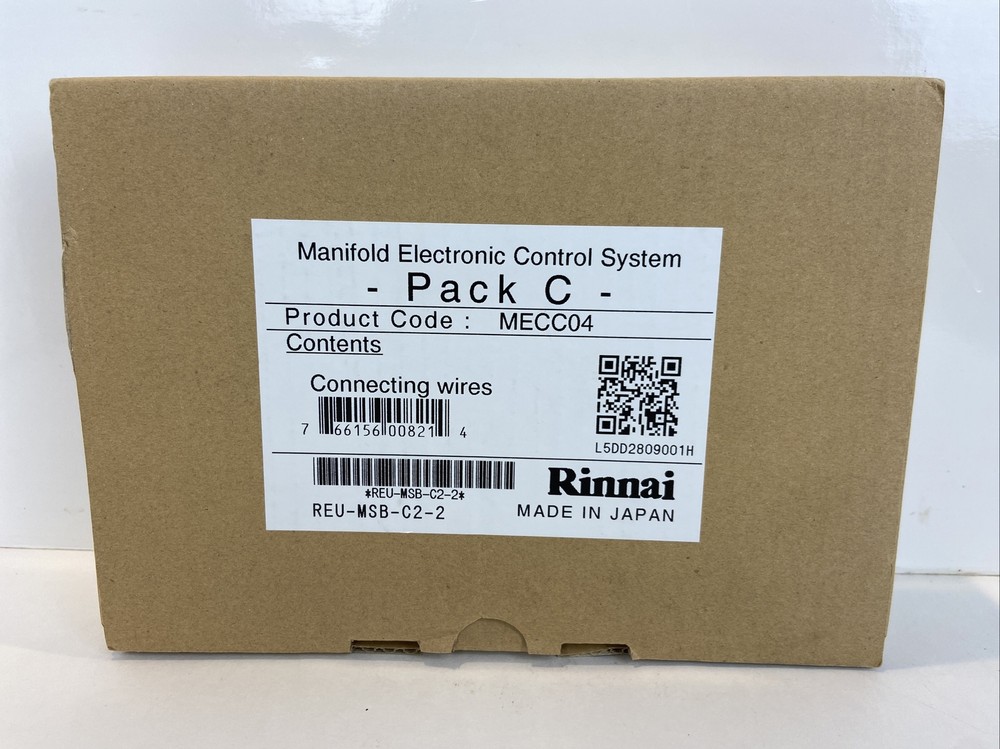 Manifold Electronic Control System
- Pack C -
Product Code : MECC04
Contents
Connecting wires
7 66156 00821 4
L5DD2809001H
*REU-MSB-C2-2*
REU-MSB-C2-2
Rinnai
MADE IN JAPAN